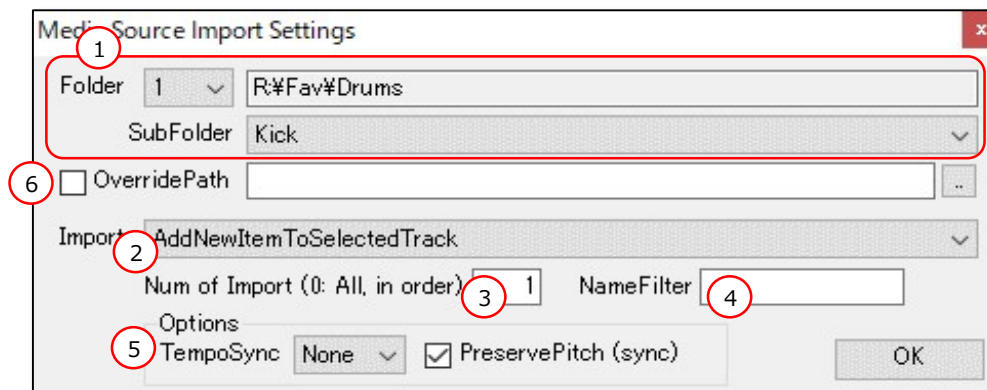 Media Source Import Settings
x
1
Folder 1 R:¥Fav¥Drums
SubFolder Kick
6 OverridePath ..
Import AddNewItemToSelectedTrack
2
Num of Import (0: All, in order) 3 1 NameFilter 4
Options
5 TempoSync None PreservePitch (sync) OK